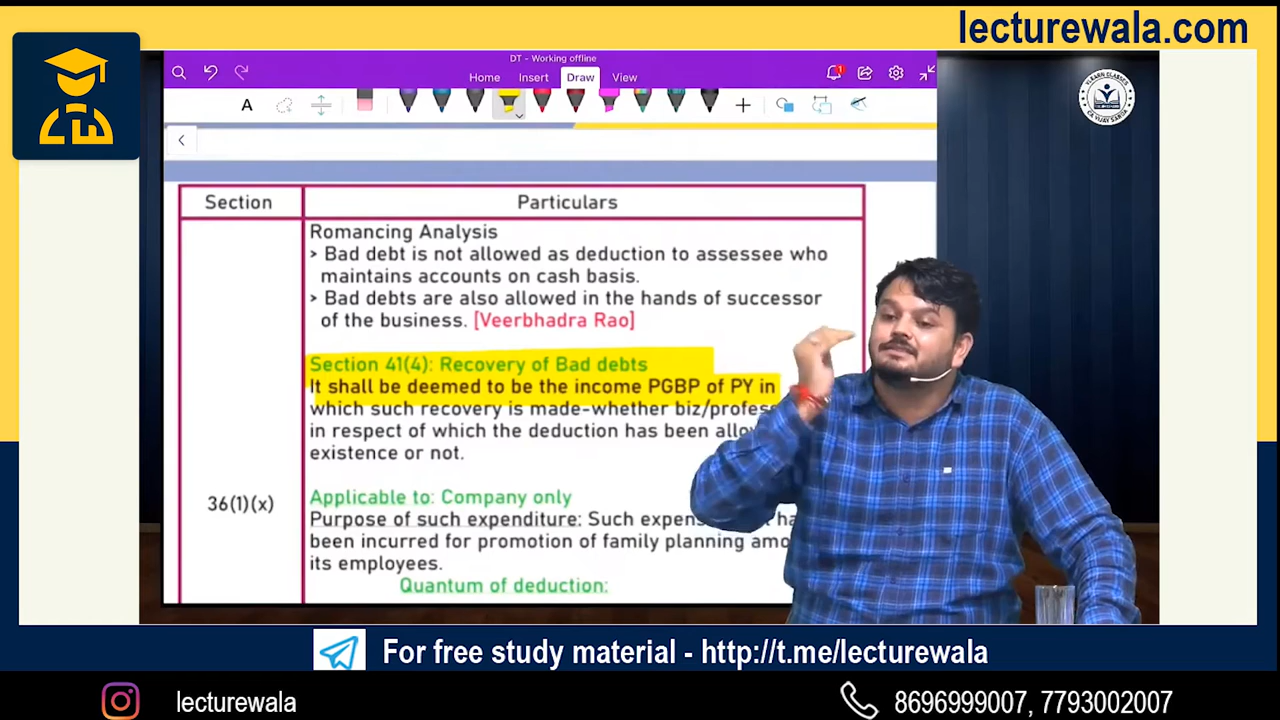 lecturewala.com
DT - Working offline
Home Insert Draw View
1
A
Section Particulars
Romancing Analysis
> Bad debt is not allowed as deduction to assessee who
maintains accounts on cash basis.
> Bad debts are also allowed in the hands of successor
of the business. [Veerbhadra Rao]
Section 41(4): Recovery of Bad debts
It shall be deemed to be the income PGBP of PY in
which such recovery is made-whether biz/profess
in respect of which the deduction has been allo
existence or not.
36(1)(x)
Applicable to: Company only
Purpose of such expenditure: Such expens ha
been incurred for promotion of family planning amo
its employees.
Quantum of deduction:
For free study material - http://t.me/lecturewala
lecturewala
8696999007, 7793002007